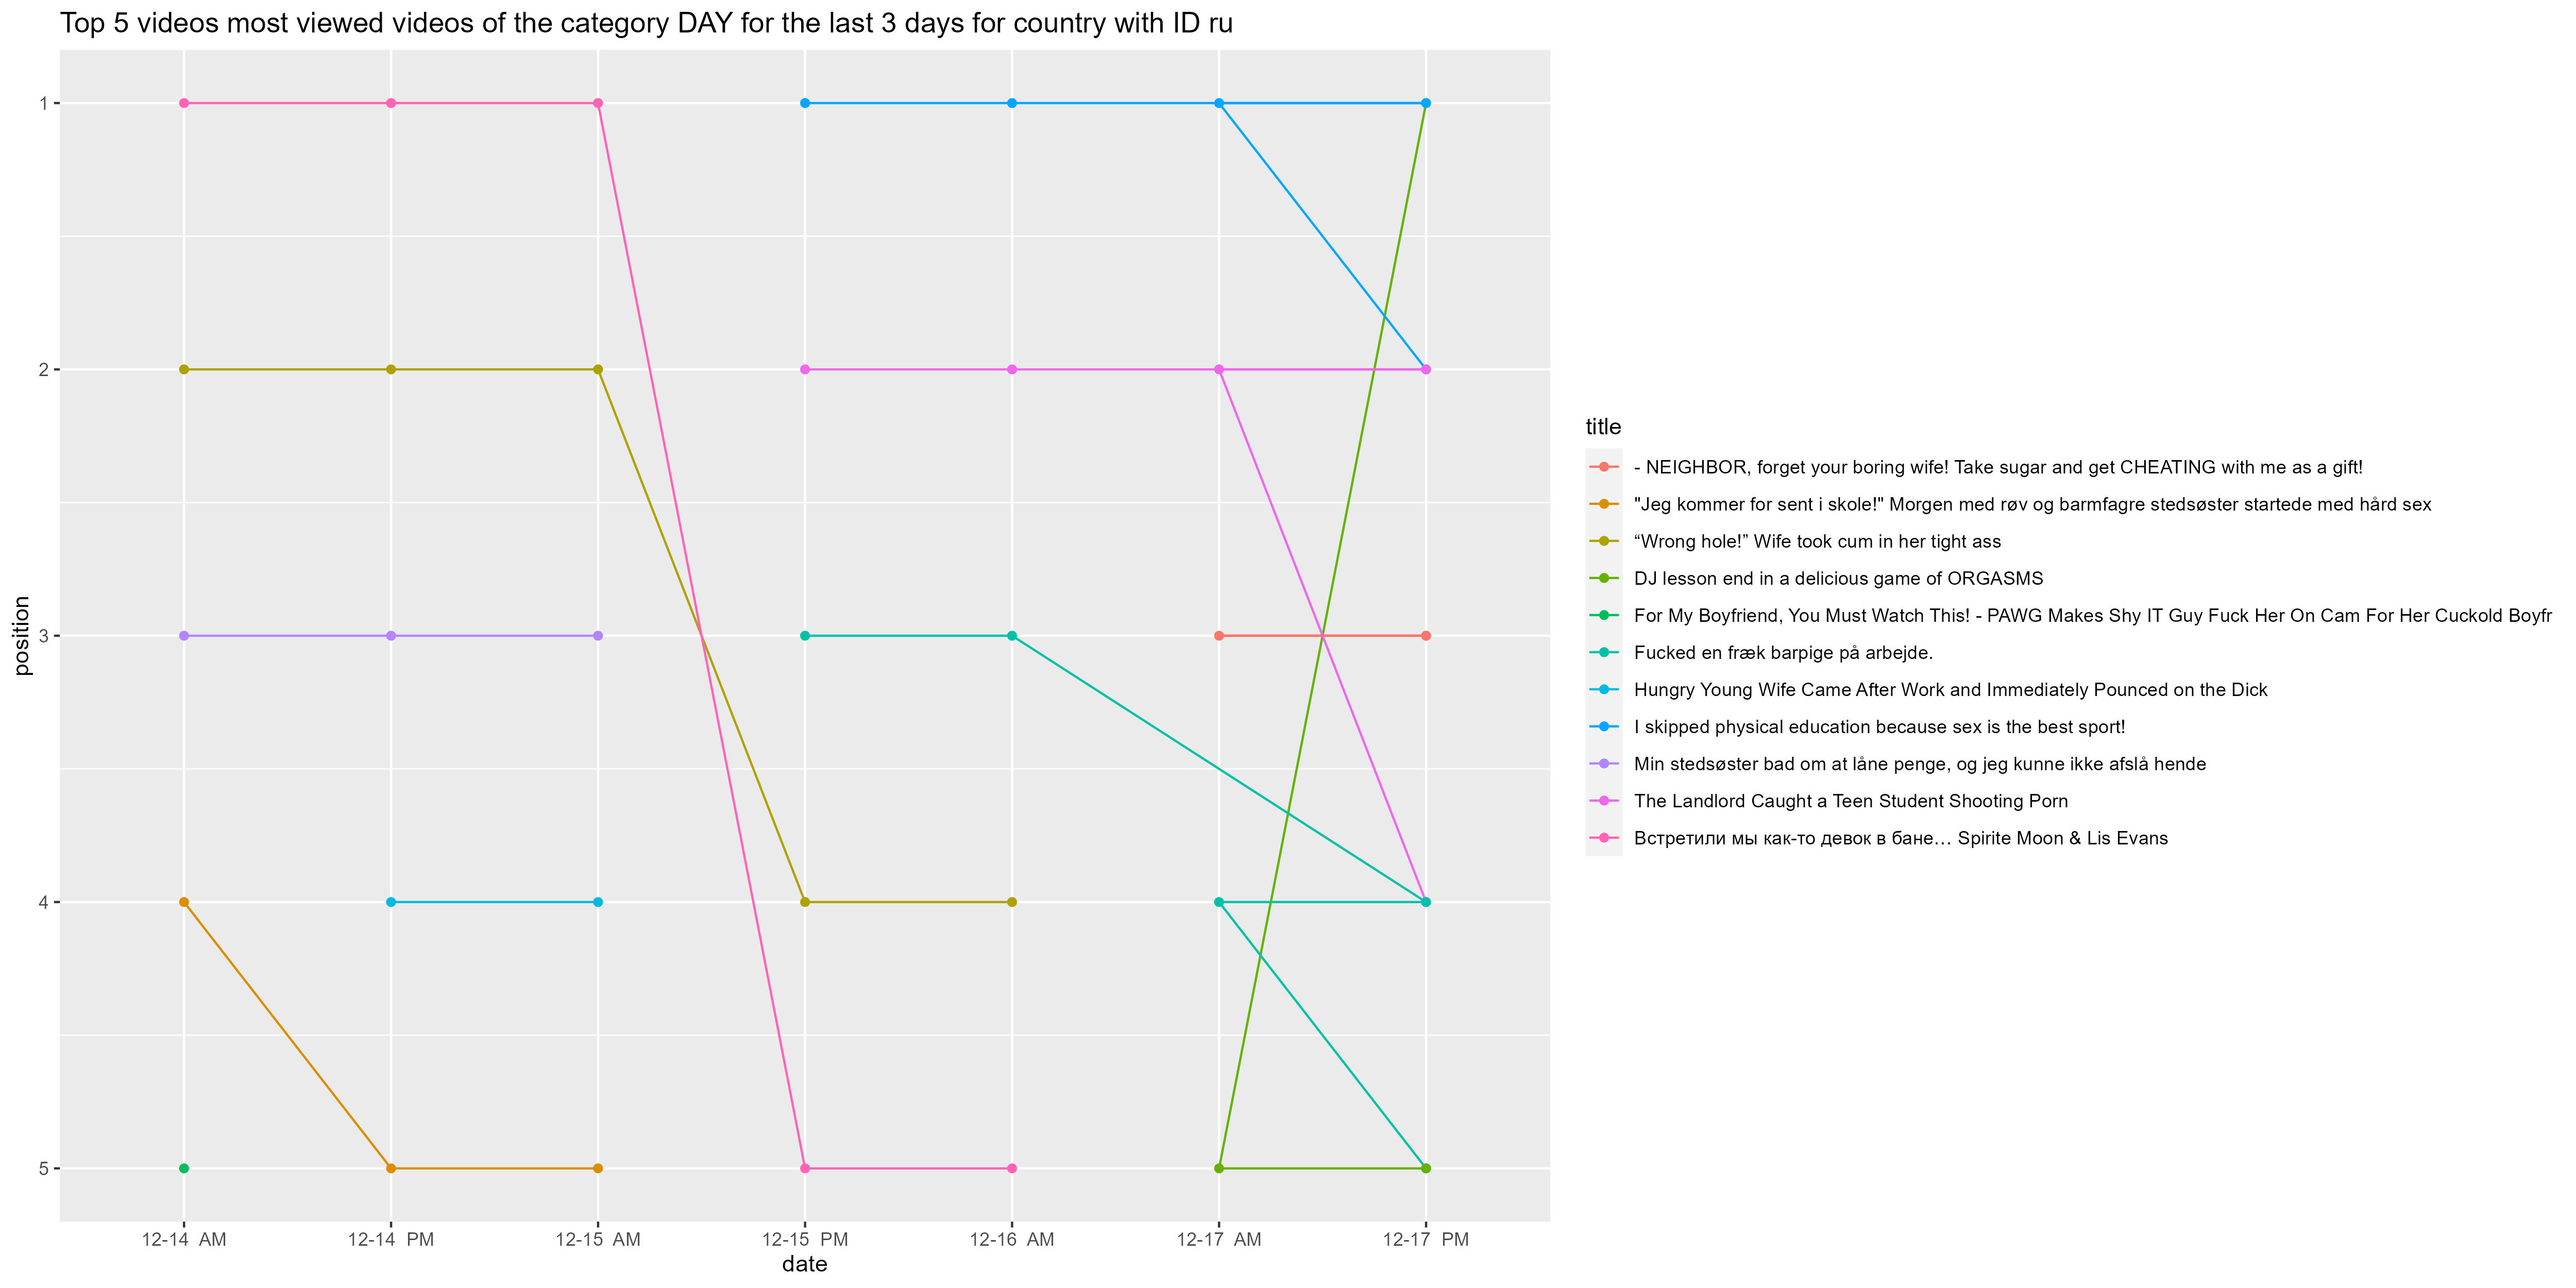 Top 5 videos most viewed videos of the category DAY for the last 3 days for country with ID ru
1
2
3
4
5
position
12-14 AM
12-14 PM
12-15 AM
12-15 PM
12-16 AM
12-17 AM
12-17 PM
date
title
- NEIGHBOR, forget your boring wife! Take sugar and get CHEATING with me as a gift!
"Jeg kommer for sent i skole!" Morgen med røv og barmfagre stedsøster startede med hård sex
“Wrong hole!” Wife took cum in her tight ass
DJ lesson end in a delicious game of ORGASMS
For My Boyfriend, You Must Watch This! - PAWG Makes Shy IT Guy Fuck Her On Cam For Her Cuckold Boyfr
Fucked en fræk barpige på arbejde.
Hungry Young Wife Came After Work and Immediately Pounced on the Dick
I skipped physical education because sex is the best sport!
Min stedsøster bad om at låne penge, og jeg kunne ikke afslå hende
The Landlord Caught a Teen Student Shooting Porn
Встретили мы как-то девок в бане… Spirite Moon & Lis Evans